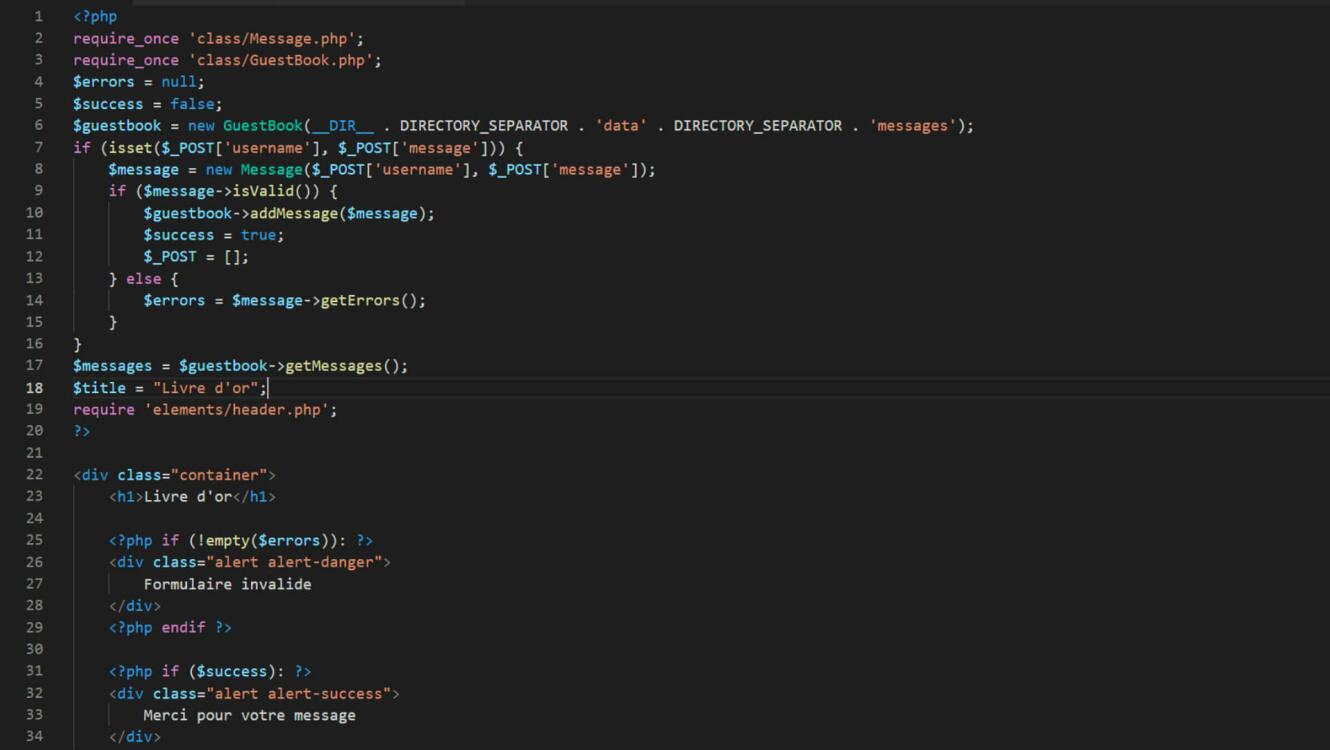 1 <?php
2 require_once 'class/Message.php';
3 require_once 'class/GuestBook.php';
4 $errors = null;
5 $success = false;
6 $guestbook = new GuestBook(__DIR__ . DIRECTORY_SEPARATOR . 'data' . DIRECTORY_SEPARATOR . 'messages');
7 if (isset($_POST['username'], $_POST['message'])) {
8     $message = new Message($_POST['username'], $_POST['message']);
9     if ($message->isValid()) {
10         $guestbook->addMessage($message);
11         $success = true;
12         $_POST = [];
13     } else {
14         $errors = $message->getErrors();
15     }
16 }
17 $messages = $guestbook->getMessages();
18 $title = "Livre d'or";
19 require 'elements/header.php';
20 ?>
21
22 <div class="container">
23     <h1>Livre d'or</h1>
24
25     <?php if (!empty($errors)): ?>
26     <div class="alert alert-danger">
27         Formulaire invalide
28     </div>
29     <?php endif ?>
30
31     <?php if ($success): ?>
32     <div class="alert alert-success">
33         Merci pour votre message
34     </div>